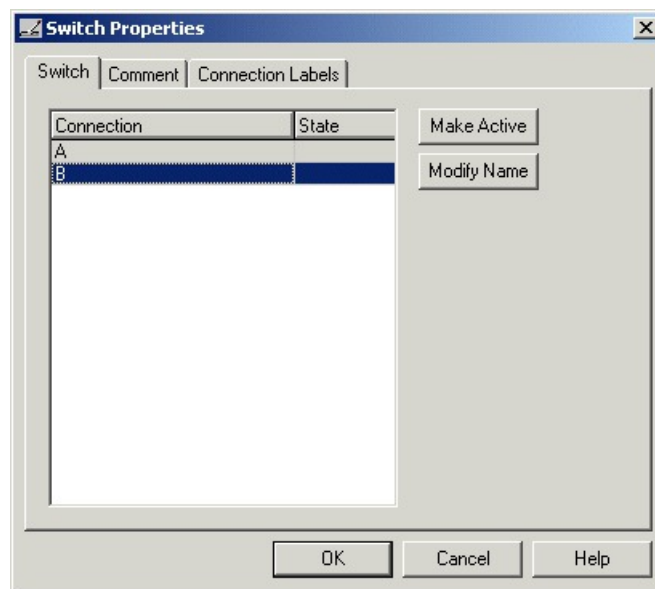 Switch Properties
Switch Comment Connection Labels
Connection State Make Active
A
B Modify Name
OK Cancel Help